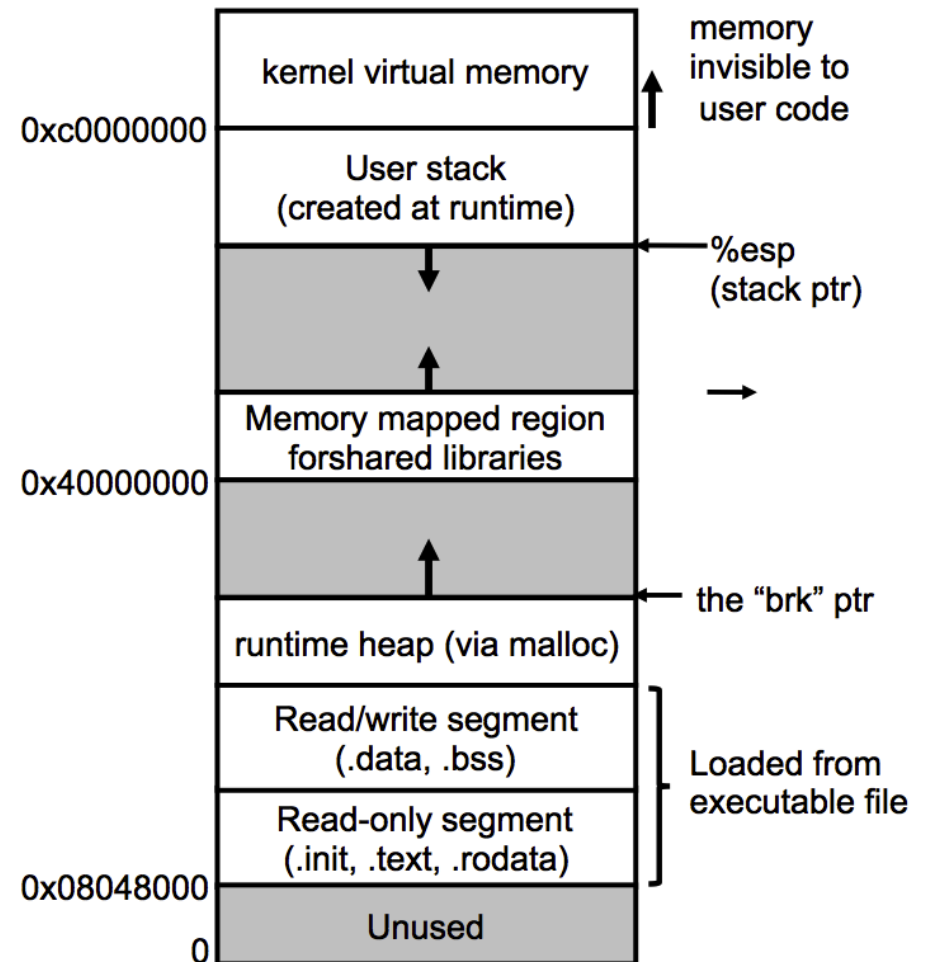 kernel virtual memory
memory
invisible to
user code
0xc0000000
User stack
(created at runtime)
%esp
(stack ptr)
Memory mapped region
forshared libraries
0x40000000
the “brk” ptr
runtime heap (via malloc)
Read/write segment
(.data, .bss)
Loaded from
executable file
Read-only segment
(.init, .text, .rodata)
0x08048000
Unused
0